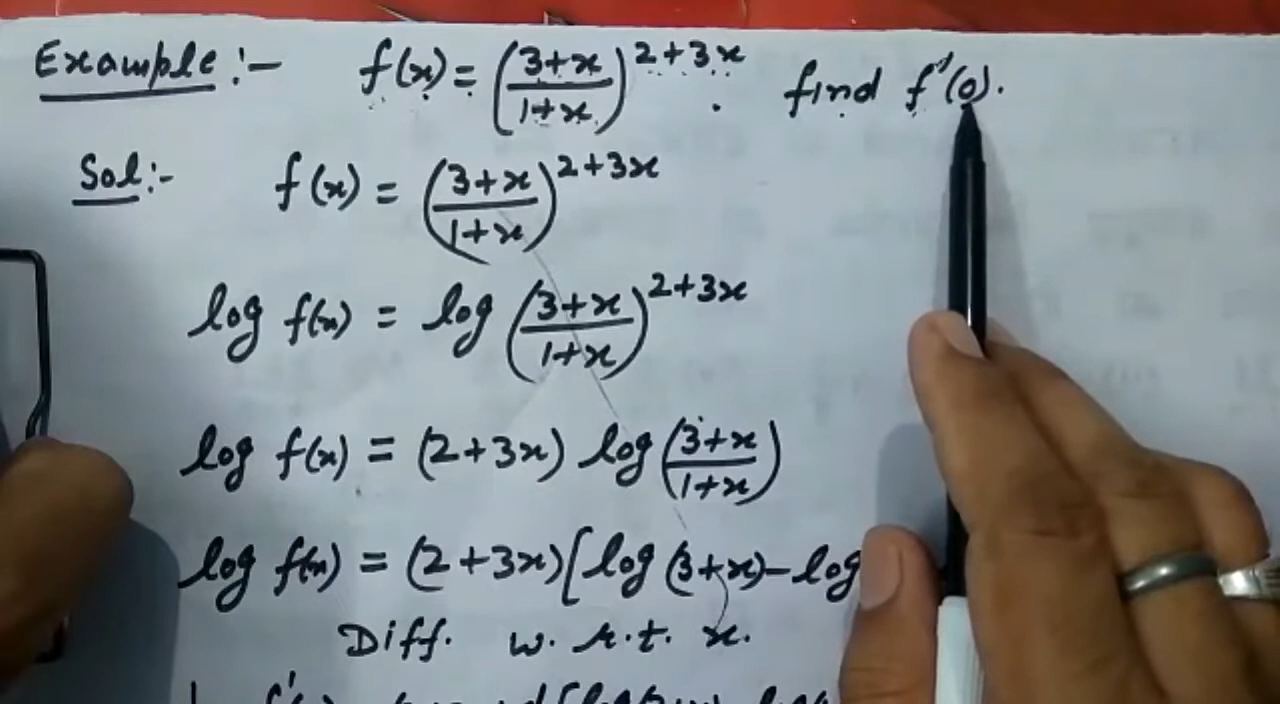 Example :- f(x) = (3+x/1+x)^2+3x . find f'(0).
Sol:- f(x) = (3+x/1+x)^2+3x
log f(x) = log (3+x/1+x)^2+3x
log f(x) = (2+3x) log (3+x/1+x)
log f(x) = (2+3x)[log (3+x)-log
Diff. w.r.t. x.